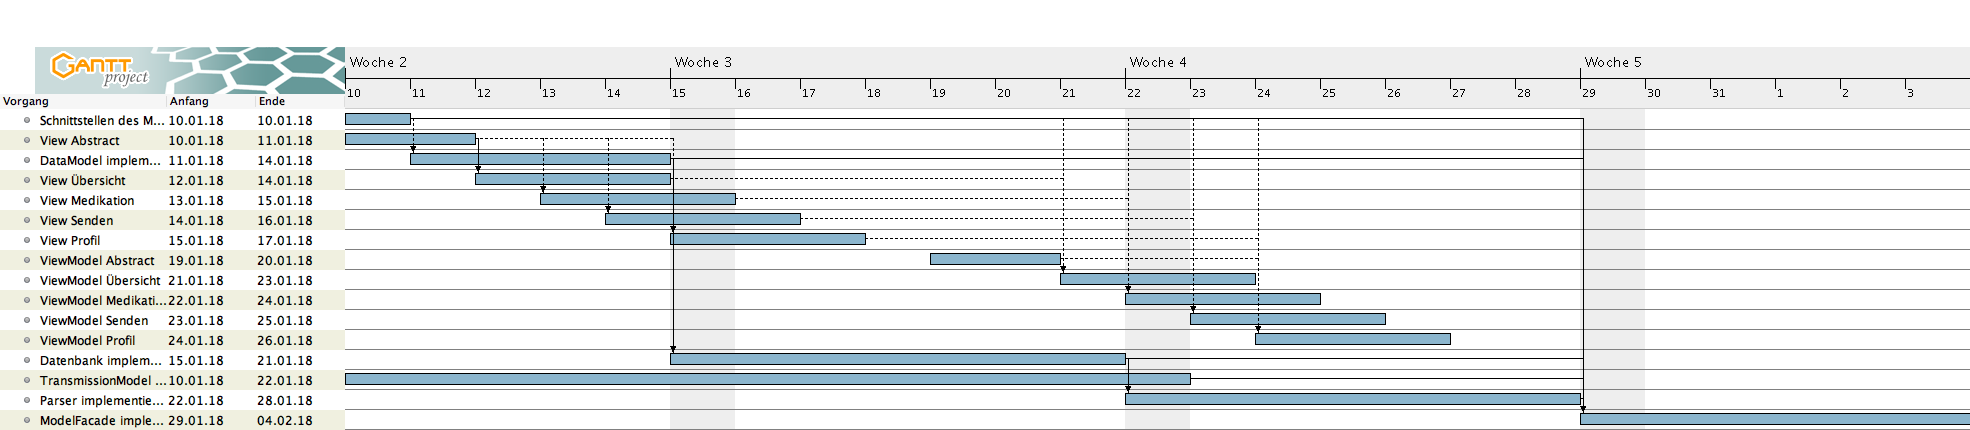 GANTT
project
Woche 2 Woche 3 Woche 4 Woche 5
10 11 12 13 14 15 16 17 18 19 20 21 22 23 24 25 26 27 28 29 30 31 1 2 3
Vorgang Anfang Ende
Schnittstellen des M... 10.01.18 10.01.18
View Abstract 10.01.18 11.01.18
DataModel implem... 11.01.18 14.01.18
View Übersicht 12.01.18 14.01.18
View Medikation 13.01.18 15.01.18
View Senden 14.01.18 16.01.18
View Profil 15.01.18 17.01.18
ViewModel Abstract 19.01.18 20.01.18
ViewModel Übersicht 21.01.18 23.01.18
ViewModel Medikati... 22.01.18 24.01.18
ViewModel Senden 23.01.18 25.01.18
ViewModel Profil 24.01.18 26.01.18
Datenbank implem... 15.01.18 21.01.18
TransmissionModel ... 10.01.18 22.01.18
Parser implementie... 22.01.18 28.01.18
ModelFacade imple... 29.01.18 04.02.18